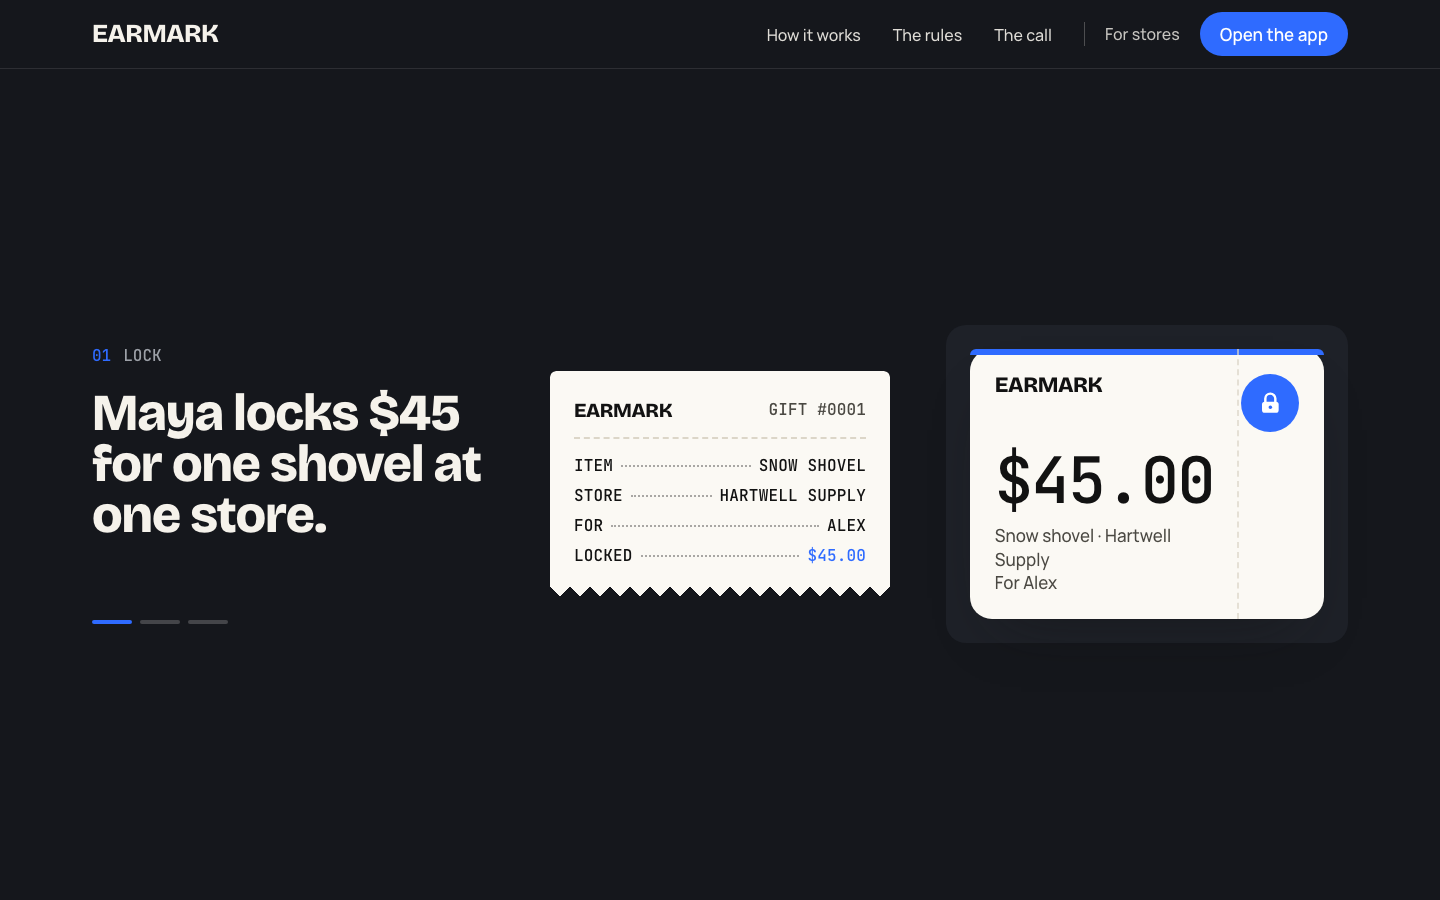 EARMARK
How it works
The rules
The call
For stores
Open the app
01 LOCK
Maya locks $45
for one shovel at
one store.
EARMARK GIFT #0001
ITEM SNOW SHOVEL
STORE HARTWELL SUPPLY
FOR ALEX
LOCKED $45.00
EARMARK
$45.00
Snow shovel · Hartwell
Supply
For Alex